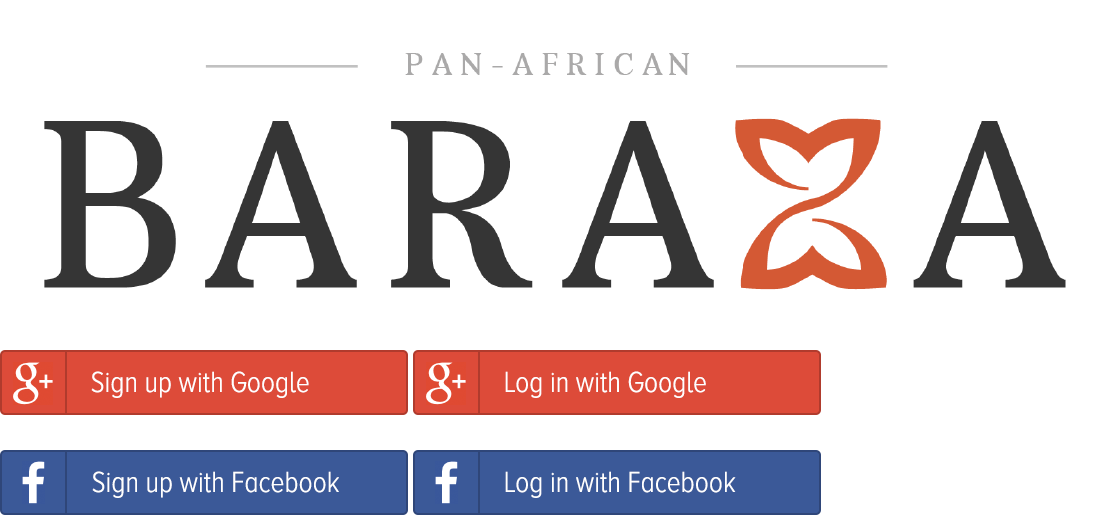 PAN-AFRICAN
BARAZA
g+ Sign up with Google
g+ Log in with Google
f Sign up with Facebook
f Log in with Facebook